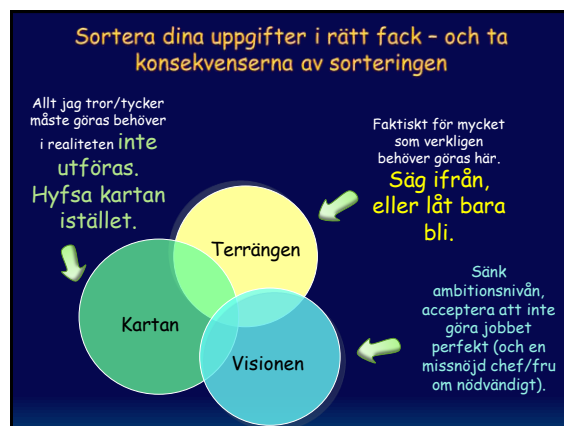 Sortera dina uppgifter i rätt fack – och ta
konsekvenserna av sorteringen
Allt jag tror/tycker
måste göras behöver
i realiteten inte
utföras.
Hyfsa kartan
istället.
Faktiskt för mycket
som verkligen
behöver göras här.
Säg ifrån,
eller låt bara
bli.
Terrängen
Kartan
Visionen
Sänk
ambitionsnivån,
acceptera att inte
göra jobbet
perfekt (och en
missnöjd chef/fru
om nödvändigt).